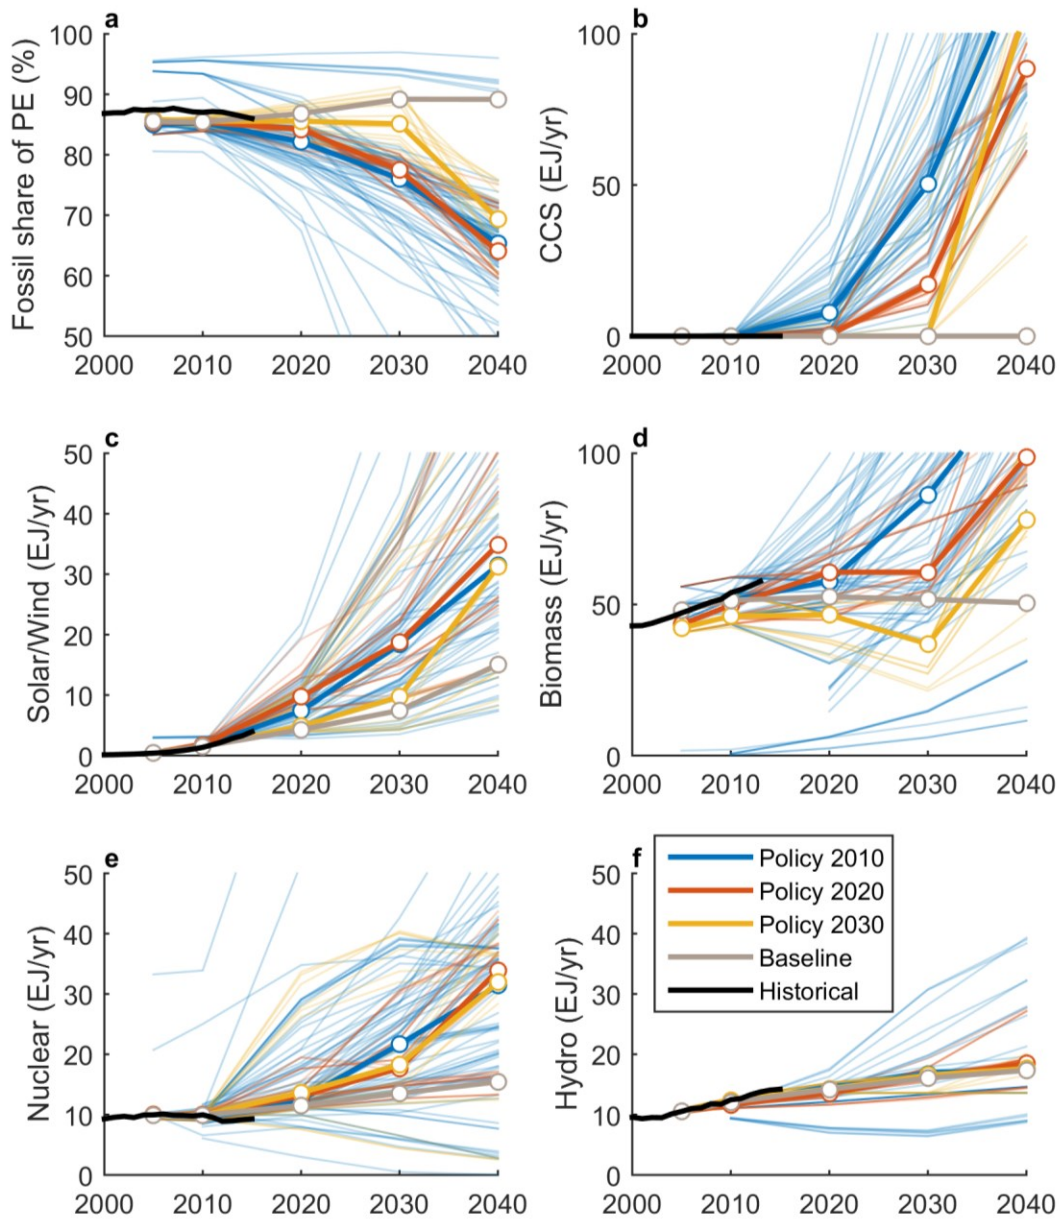 a
Fossil share of PE (%)
100
90
80
70
60
50
2000 2010 2020 2030 2040
b
CCS (EJ/yr)
100
50
0
2000 2010 2020 2030 2040
c
Solar/Wind (EJ/yr)
50
40
30
20
10
0
2000 2010 2020 2030 2040
d
Biomass (EJ/yr)
100
50
0
2000 2010 2020 2030 2040
e
Nuclear (EJ/yr)
50
40
30
20
10
0
2000 2010 2020 2030 2040
f
Hydro (EJ/yr)
50
40
30
20
10
0
2000 2010 2020 2030 2040
Policy 2010
Policy 2020
Policy 2030
Baseline
Historical